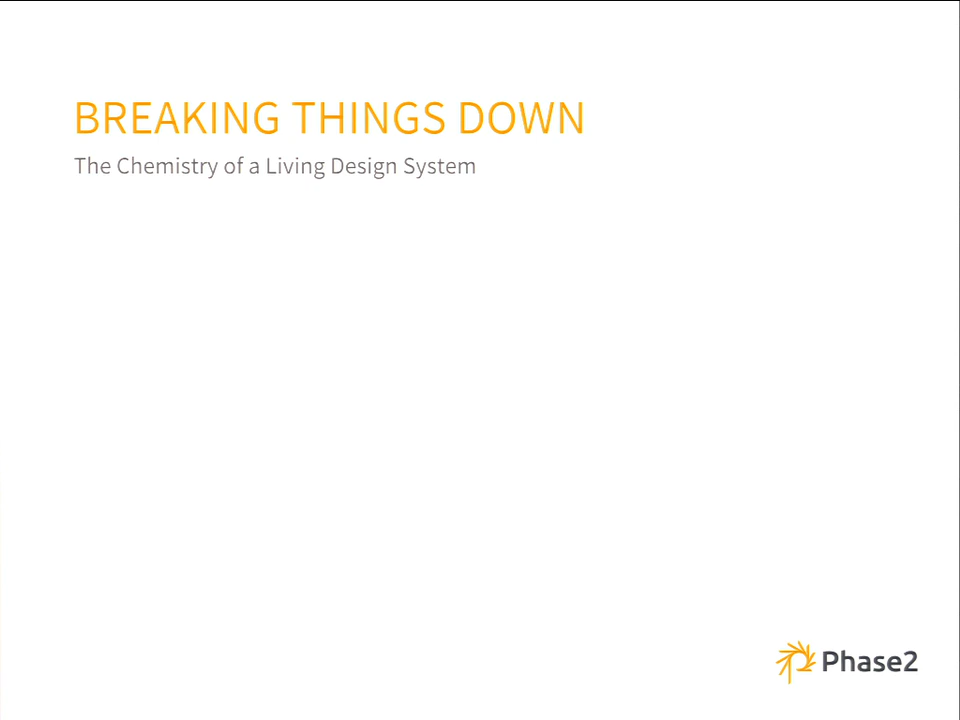 BREAKING THINGS DOWN
The Chemistry of a Living Design System
Phase2